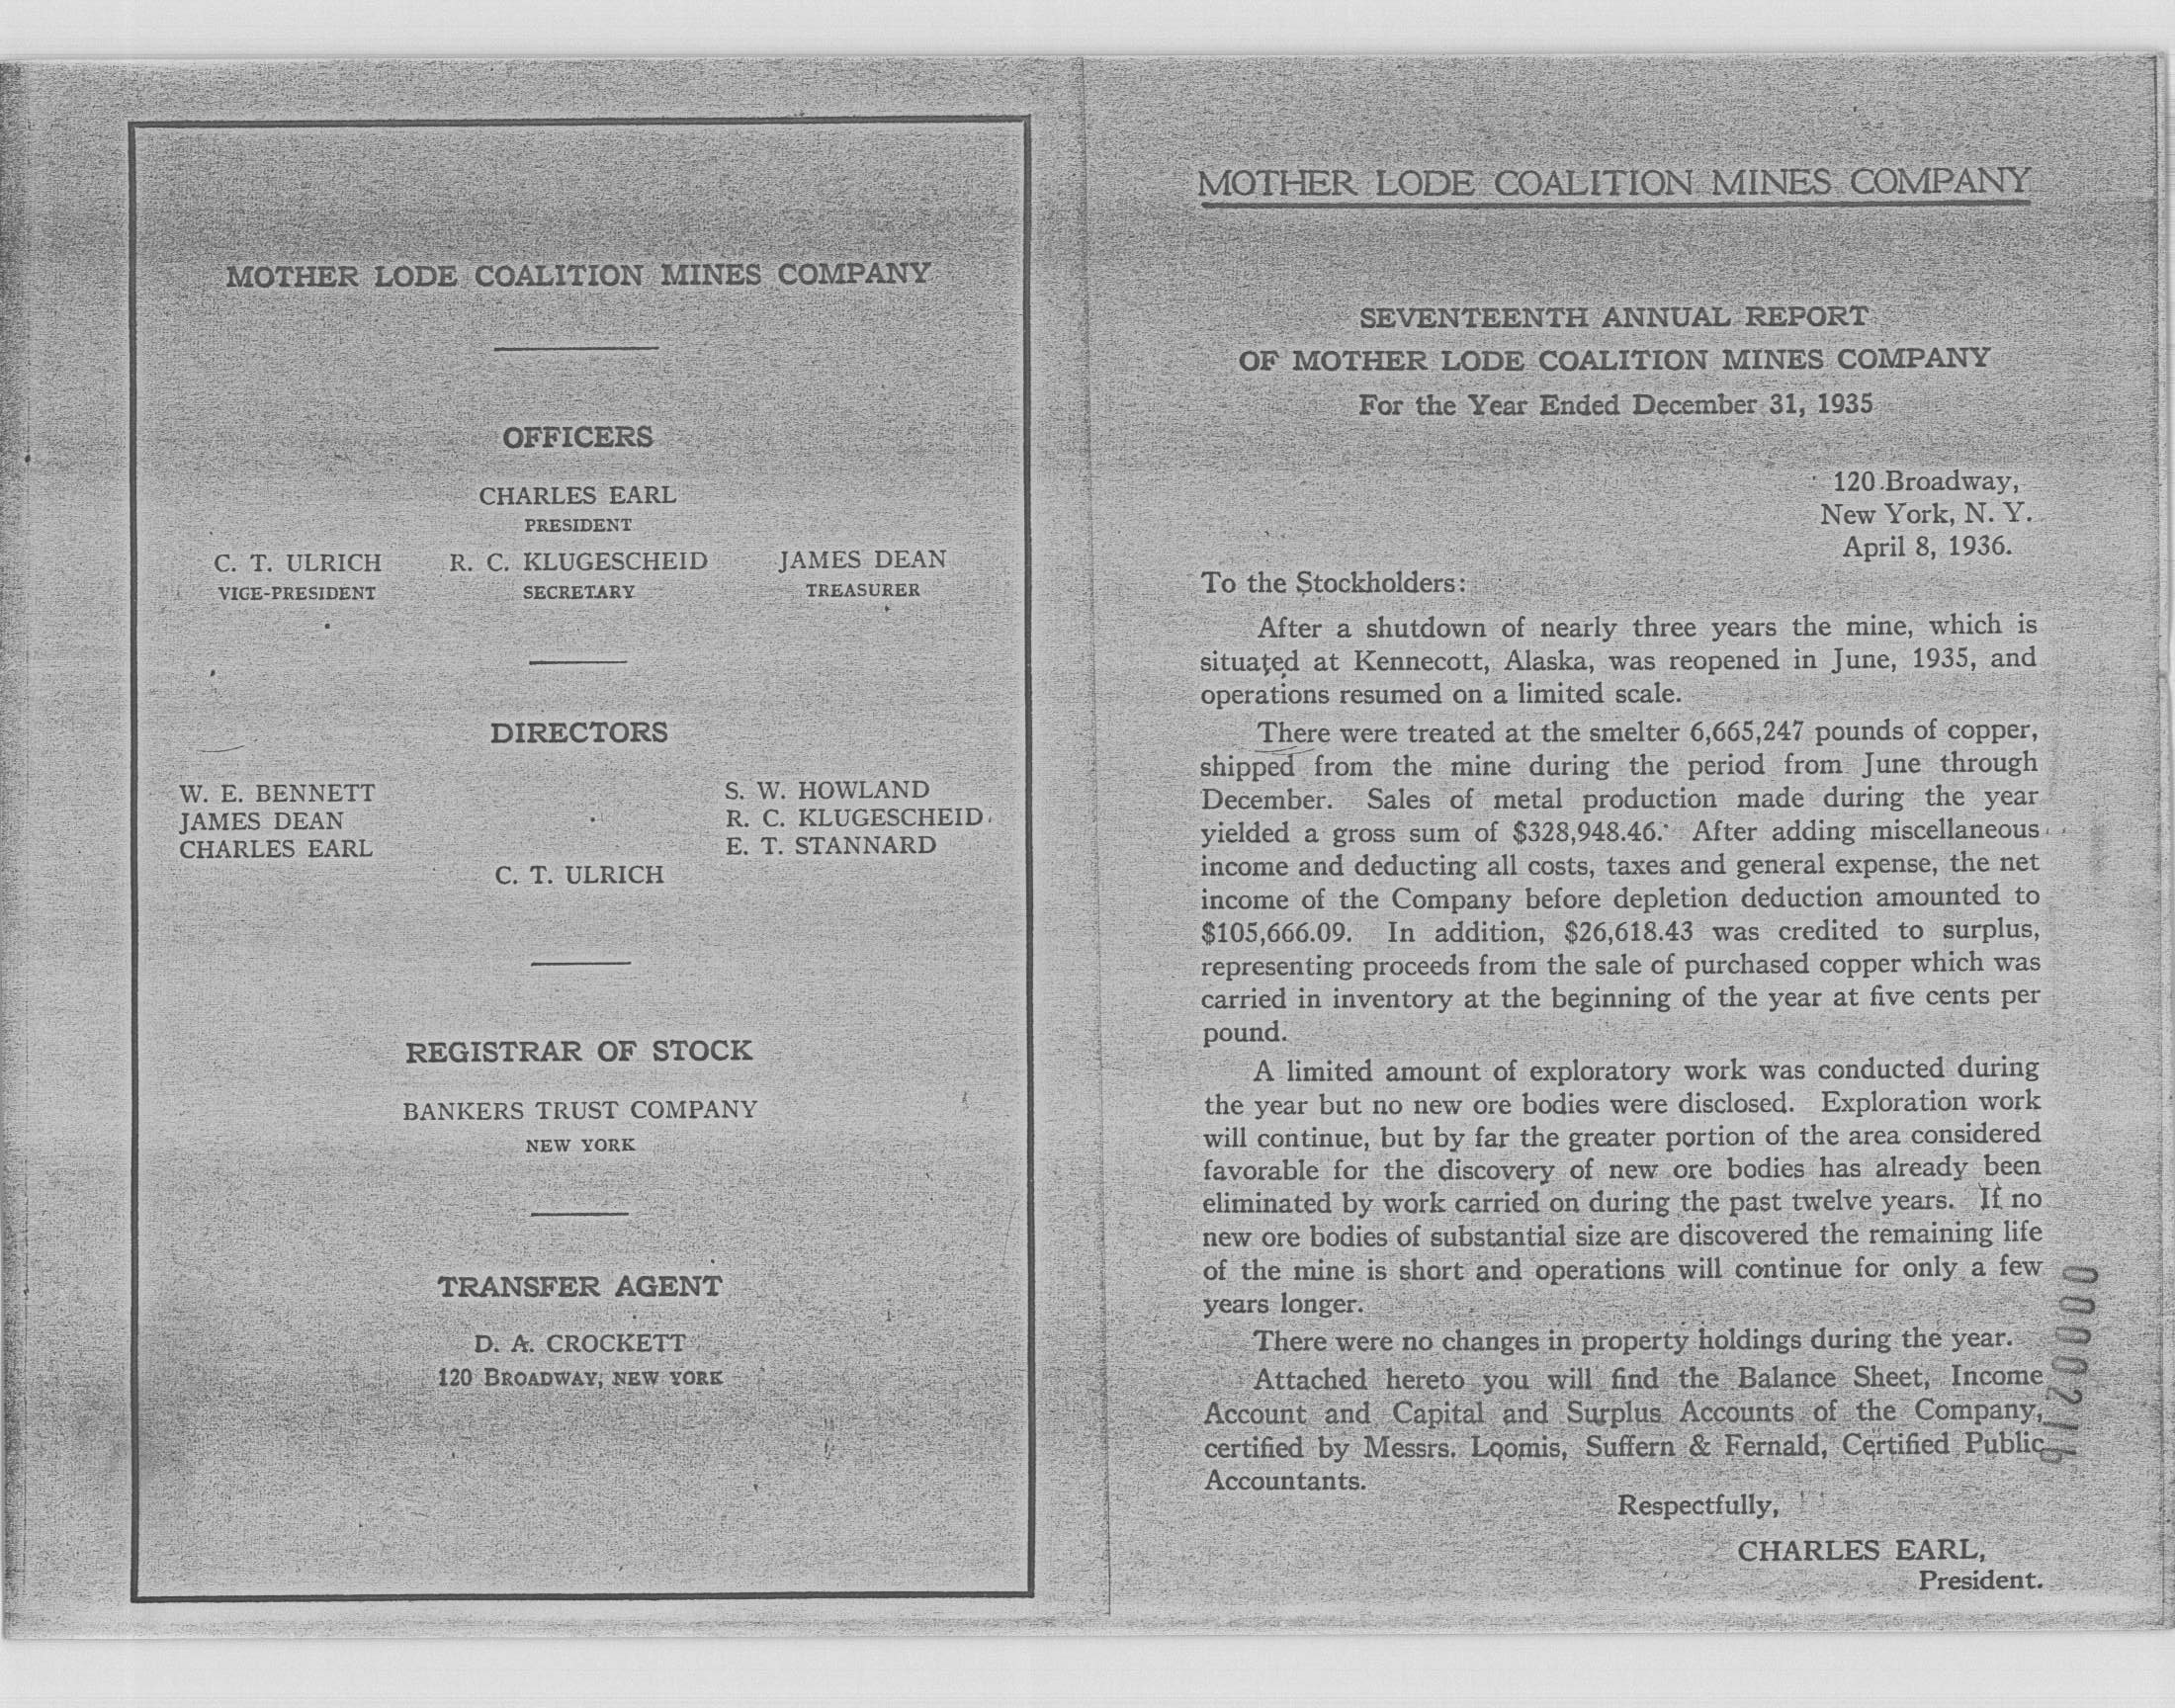 MOTHER LODE COALITION MINES COMPANY
OFFICERS
CHARLES EARL
PRESIDENT
C. T. ULRICH R. C. KLUGESCHEID JAMES DEAN
VICE-PRESIDENT SECRETARY TREASURER
DIRECTORS
W. E. BENNETT S. W. HOWLAND
JAMES DEAN R. C. KLUGESCHEID
CHARLES EARL E. T. STANNARD
C. T. ULRICH
REGISTRAR OF STOCK
BANKERS TRUST COMPANY
NEW YORK
TRANSFER AGENT
D. A. CROCKETT
120 BROADWAY, NEW YORK
MOTHER LODE COALITION MINES COMPANY
SEVENTEENTH ANNUAL REPORT
OF MOTHER LODE COALITION MINES COMPANY
For the Year Ended December 31, 1935
120 Broadway,
New York, N. Y.
April 8, 1936.
To the Stockholders:
After a shutdown of nearly three years the mine, which is
situated at Kennecott, Alaska, was reopened in June, 1935, and
operations resumed on a limited scale.
There were treated at the smelter 6,665,247 pounds of copper,
shipped from the mine during the period from June through
December. Sales of metal production made during the year
yielded a gross sum of $328,948.46. After adding miscellaneous
income and deducting all costs, taxes and general expense, the net
income of the Company before depletion deduction amounted to
$105,666.09. In addition, $26,618.43 was credited to surplus,
representing proceeds from the sale of purchased copper which was
carried in inventory at the beginning of the year at five cents per
pound.
A limited amount of exploratory work was conducted during
the year but no new ore bodies were disclosed. Exploration work
will continue, but by far the greater portion of the area considered
favorable for the discovery of new ore bodies has already been
eliminated by work carried on during the past twelve years. If no
new ore bodies of substantial size are discovered the remaining life
of the mine is short and operations will continue for only a few
years longer.
There were no changes in property holdings during the year.
Attached hereto you will find the Balance Sheet, Income
Account and Capital and Surplus Accounts of the Company,
certified by Messrs. Loomis, Suffern & Fernald, Certified Public
Accountants.
Respectfully,
CHARLES EARL,
President.